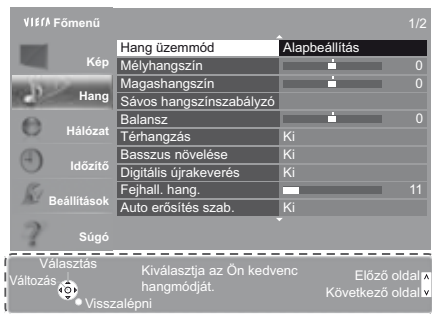 VIErA Főmenü 1/2
Kép
Hang
Hálózat
Időzítő
Beállítások
Súgó
Hang üzemmód Alapbeállítás
Mélyhangszín 0
Magashangszín 0
Sávos hangszínszabályzó
Balansz 0
Térhangzás Ki
Basszus növelése Ki
Digitális újrakeverés Ki
Fejhall. hang. 11
Auto erősítés szab. Ki
Választás
Változás
Visszalépni
Kiválasztja az Ön kedvenc
hangmódját.
Előző oldal
Következő oldal